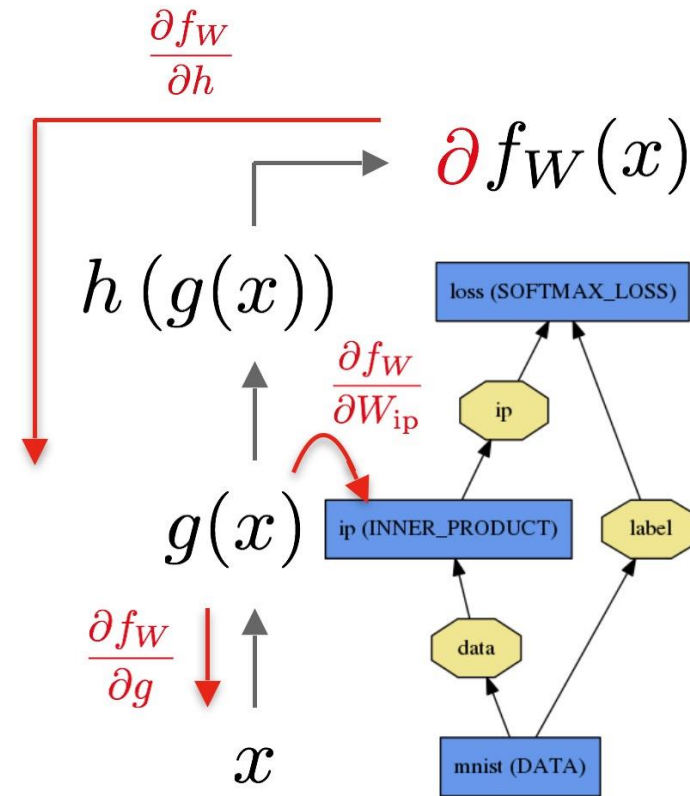 ∂f_W/∂h
∂f_W(x)
h(g(x))
loss (SOFTMAX_LOSS)
∂f_W/∂W_ip
ip
g(x)
ip (INNER_PRODUCT)
label
∂f_W/∂g
data
x
mnist (DATA)